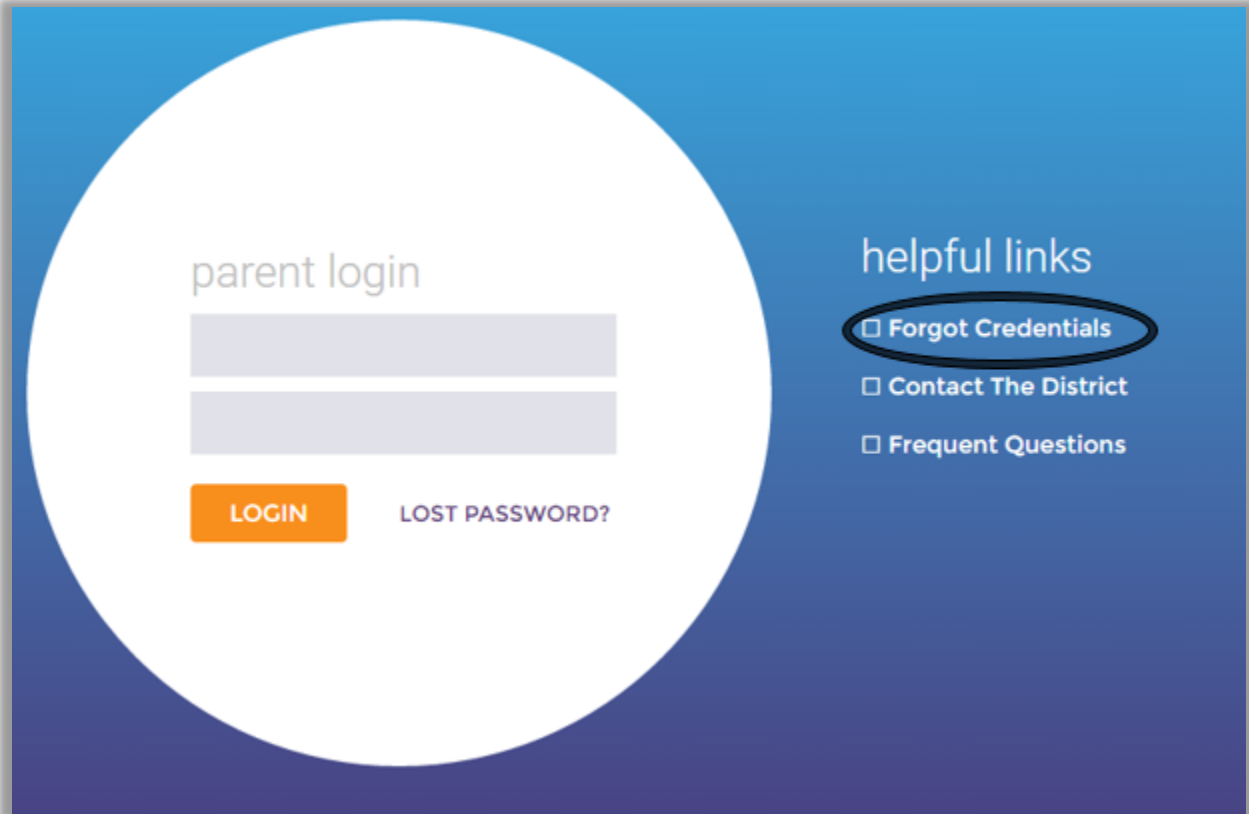 parent login
LOGIN
LOST PASSWORD?
helpful links
Forgot Credentials
Contact The District
Frequent Questions